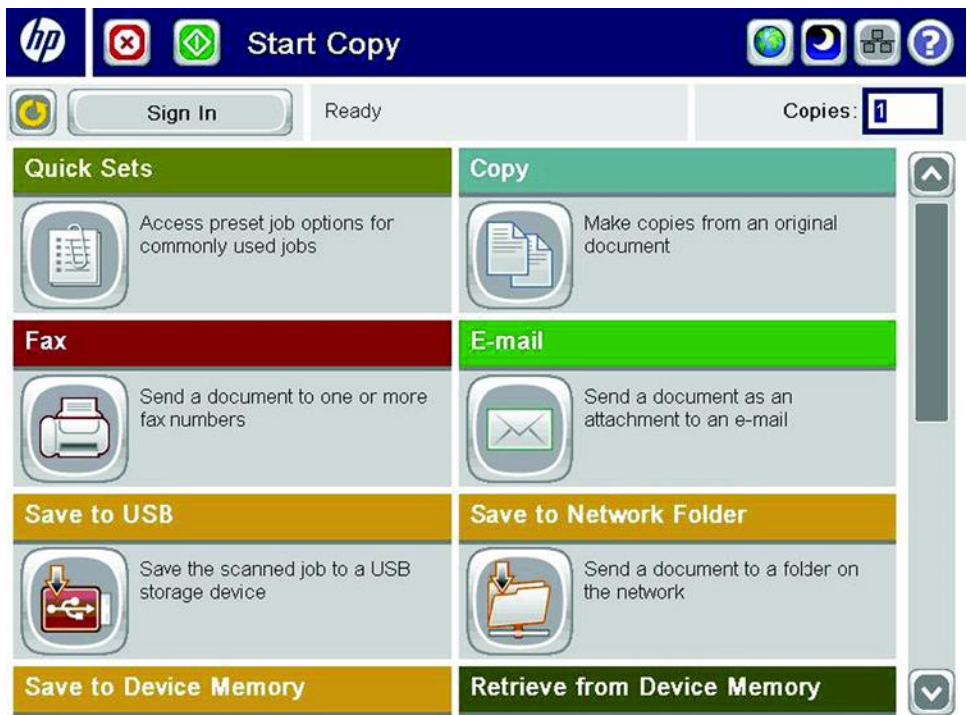 hp
Start Copy
?
Sign In
Ready
Copies: 1
Quick Sets
Copy
Access preset job options for
commonly used jobs
Make copies from an original
document
Fax
E-mail
Send a document to one or more
fax numbers
Send a document as an
attachment to an e-mail
Save to USB
Save to Network Folder
Save the scanned job to a USB
storage device
Send a document to a folder on
the network
Save to Device Memory
Retrieve from Device Memory